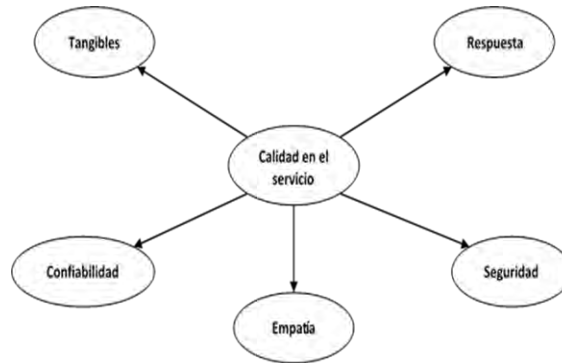 Tangibles
Respuesta
Calidad en el
servicio
Confiabilidad
Seguridad
Empatía